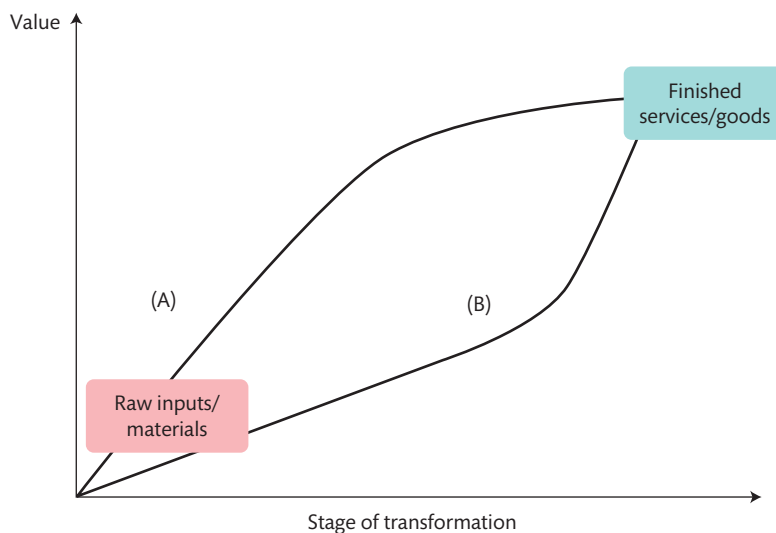 Value
Finished
services/goods
(A)
(B)
Raw inputs/
materials
Stage of transformation